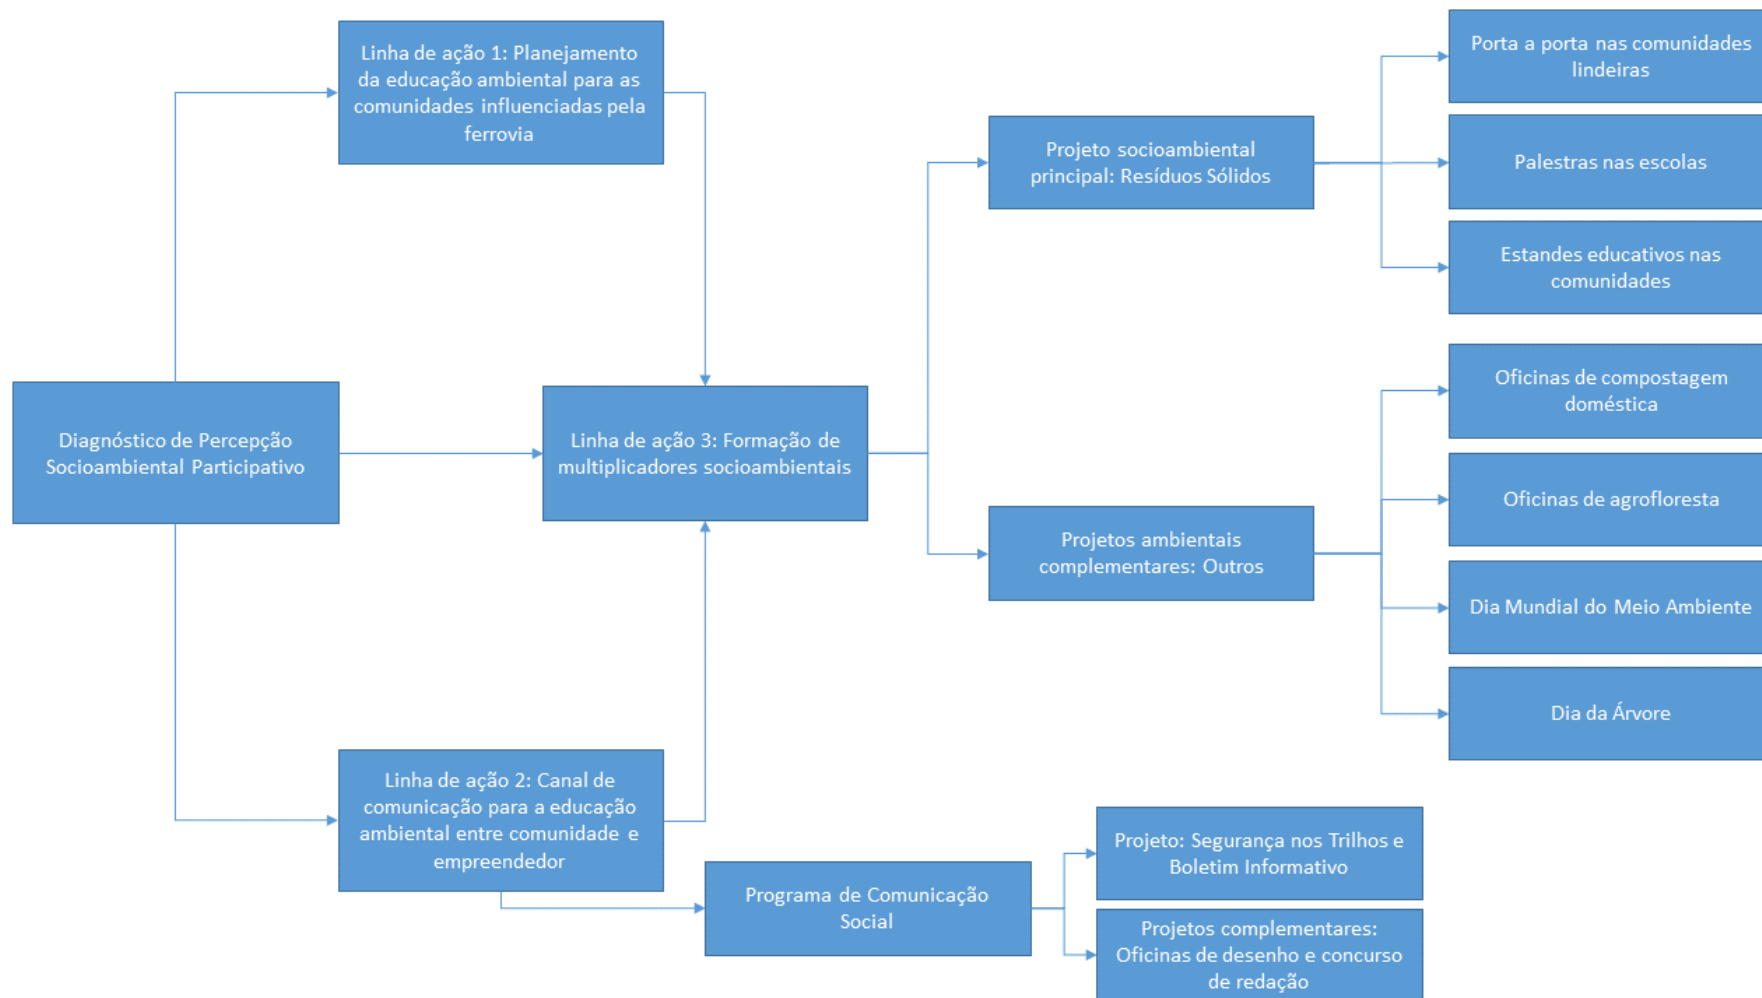 Linha de ação 1: Planejamento
da educação ambiental para as
comunidades influenciadas pela
ferrovia
Diagnóstico de Percepção
Socioambiental Participativo
Linha de ação 3: Formação de
multiplicadores socioambientais
Linha de ação 2: Canal de
comunicação para a educação
ambiental entre comunidade e
empreendedor
Projeto socioambiental
principal: Resíduos Sólidos
Porta a porta nas comunidades
lindeiras
Palestras nas escolas
Estandes educativos nas
comunidades
Projetos ambientais
complementares: Outros
Oficinas de compostagem
doméstica
Oficinas de agrofloresta
Dia Mundial do Meio Ambiente
Dia da Árvore
Programa de Comunicação
Social
Projeto: Segurança nos Trilhos e
Boletim Informativo
Projetos complementares:
Oficinas de desenho e concurso
de redação